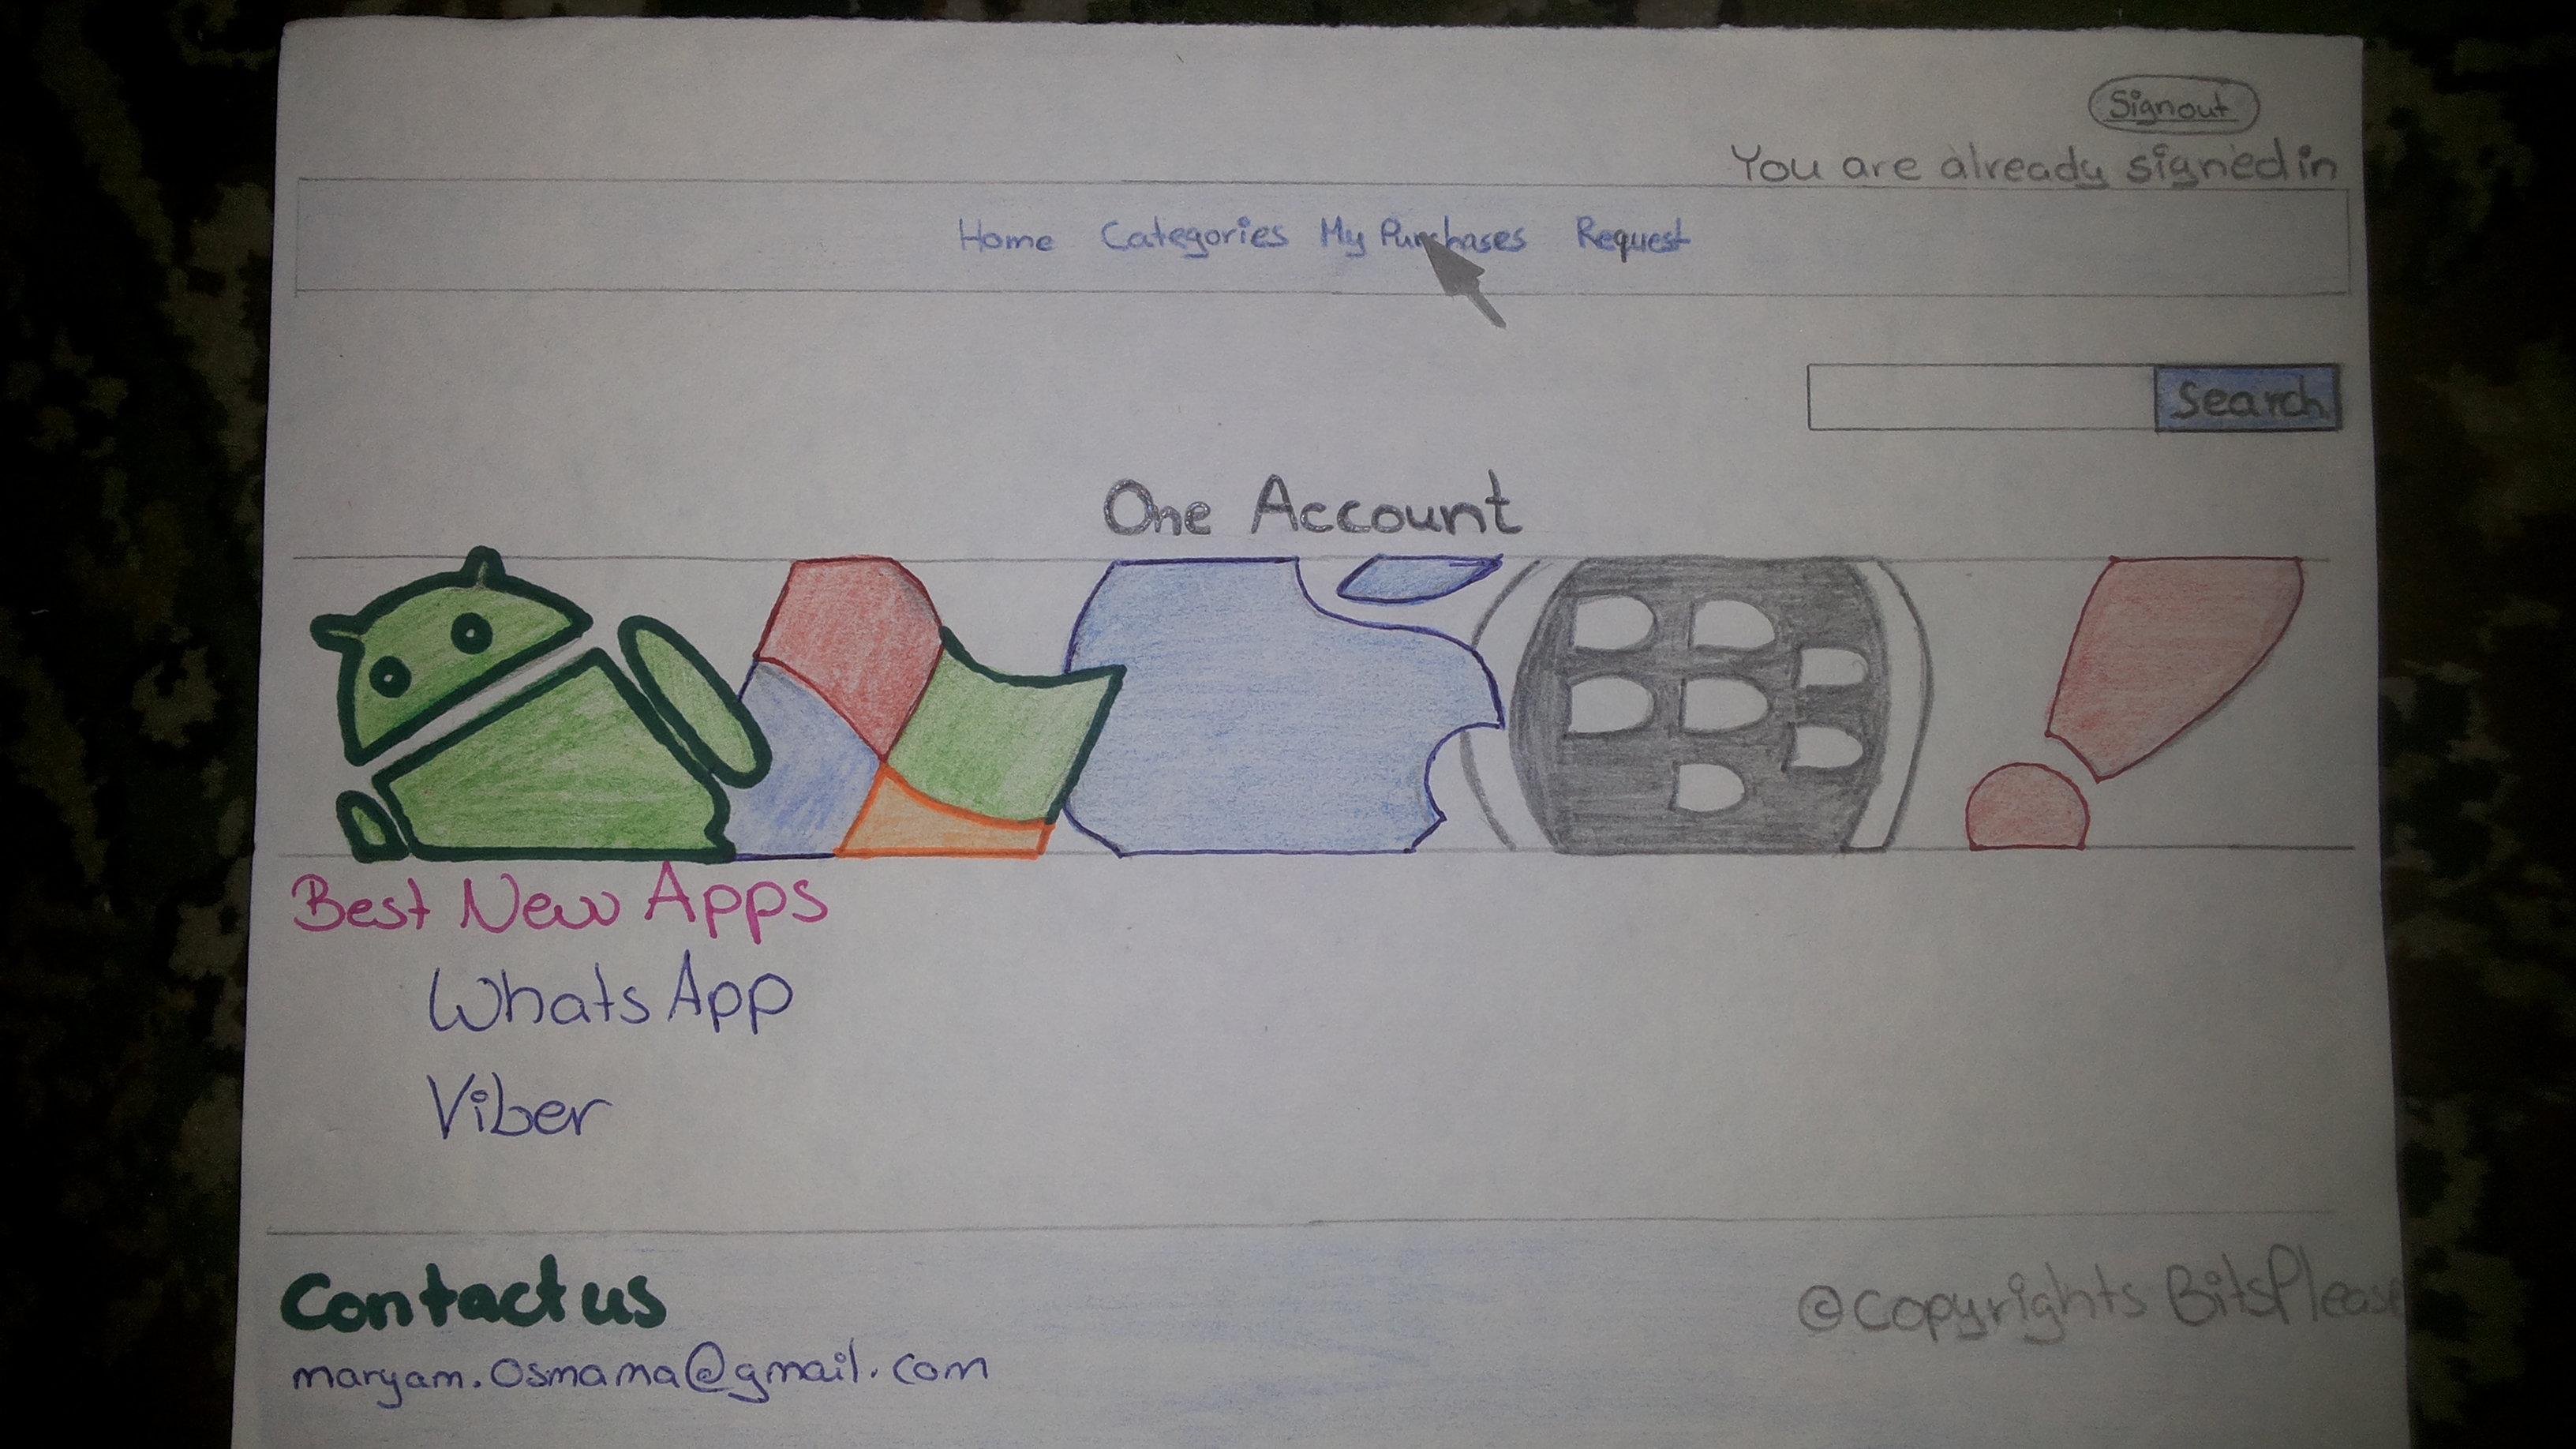 Signout
You are already signed in
Home Categories My Purchases Request
Search
One Account
Best New Apps
WhatsApp
Viber
Contact us
maryam.osmama@gmail.com
@copyrights BitsPlease